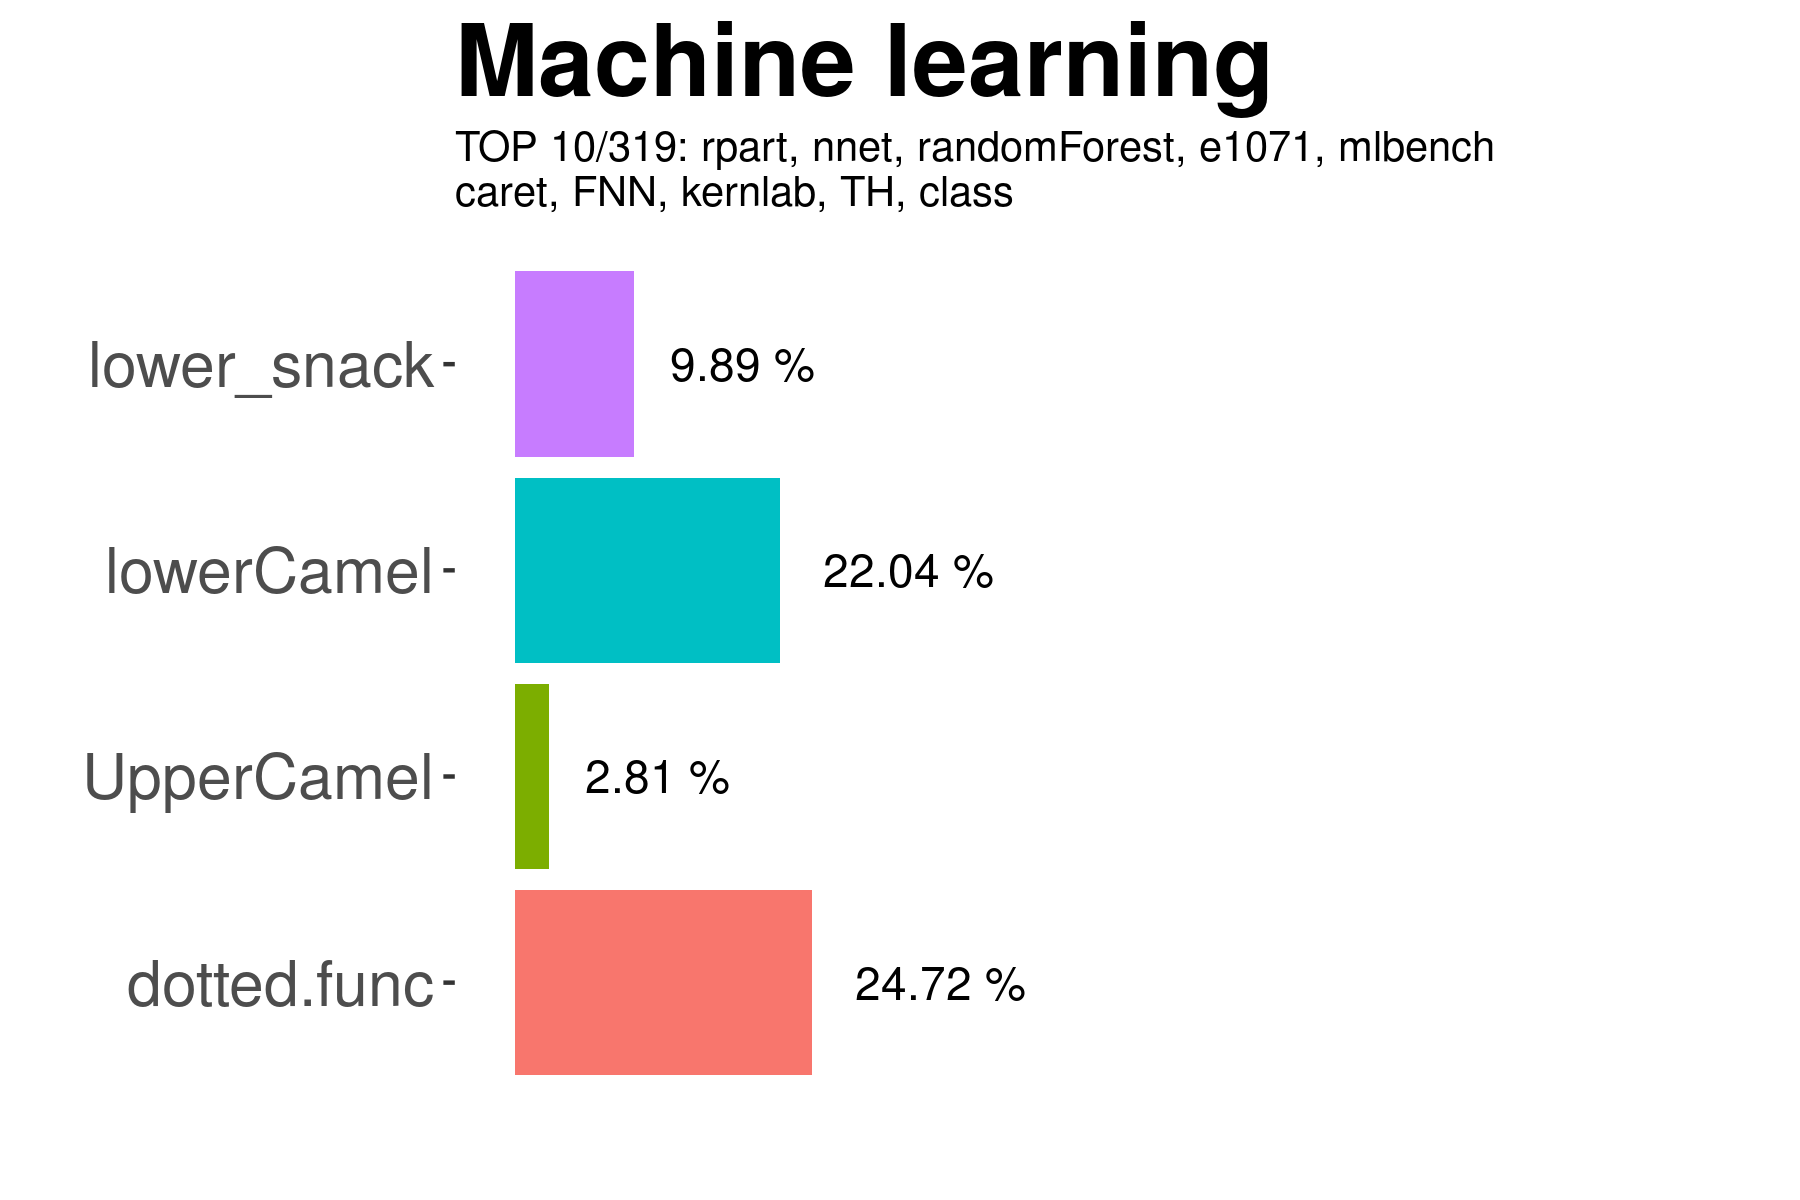 Machine learning
TOP 10/319: rpart, nnet, randomForest, e1071, mlbench
caret, FNN, kernlab, TH, class
lower_snack
9.89 %
lowerCamel
22.04 %
UpperCamel
2.81 %
dotted.func
24.72 %